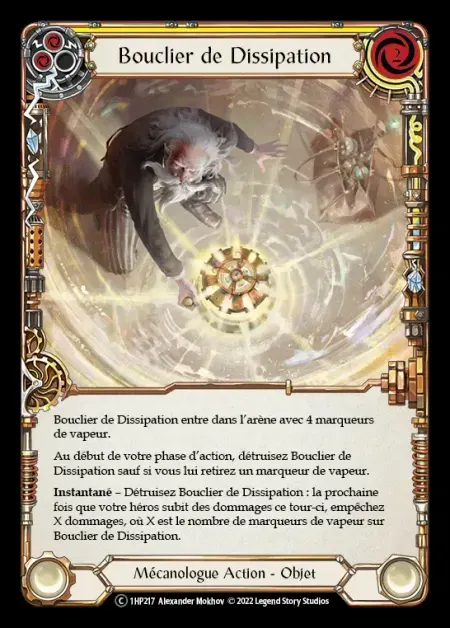 Bouclier de Dissipation
2
Bouclier de Dissipation entre dans l'arène avec 4 marqueurs
de vapeur.
Au début de votre phase d'action, détruisez Bouclier de
Dissipation sauf si vous lui retirez un marqueur de vapeur.
Instantané – Détruisez Bouclier de Dissipation : la prochaine
fois que votre héros subit des dommages ce tour-ci, empêchez
X dommages, où X est le nombre de marqueurs de vapeur sur
Bouclier de Dissipation.
Mécanologue Action - Objet
C 1HP217 Alexander Mokhov © 2022 Legend Story Studios